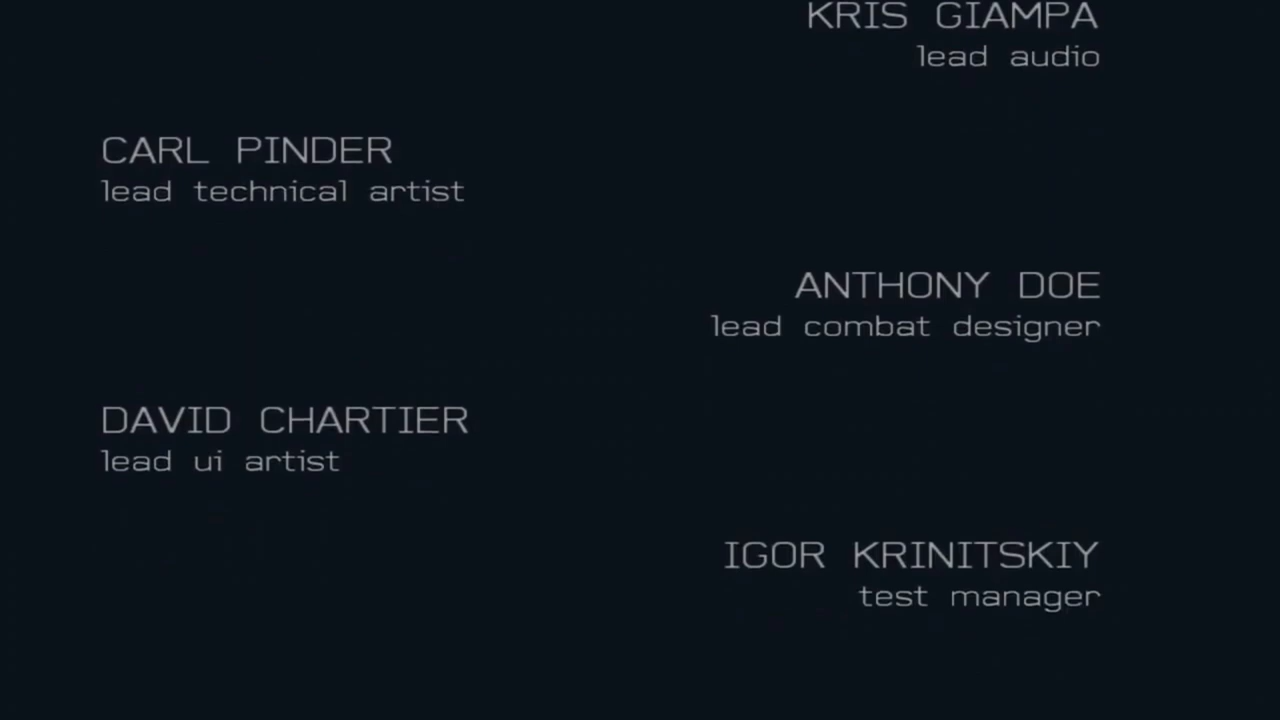 KRIS GIAMPA
lead audio
CARL PINDER
lead technical artist
ANTHONY DOE
lead combat designer
DAVID CHARTIER
lead ui artist
IGOR KRINITSKIY
test manager